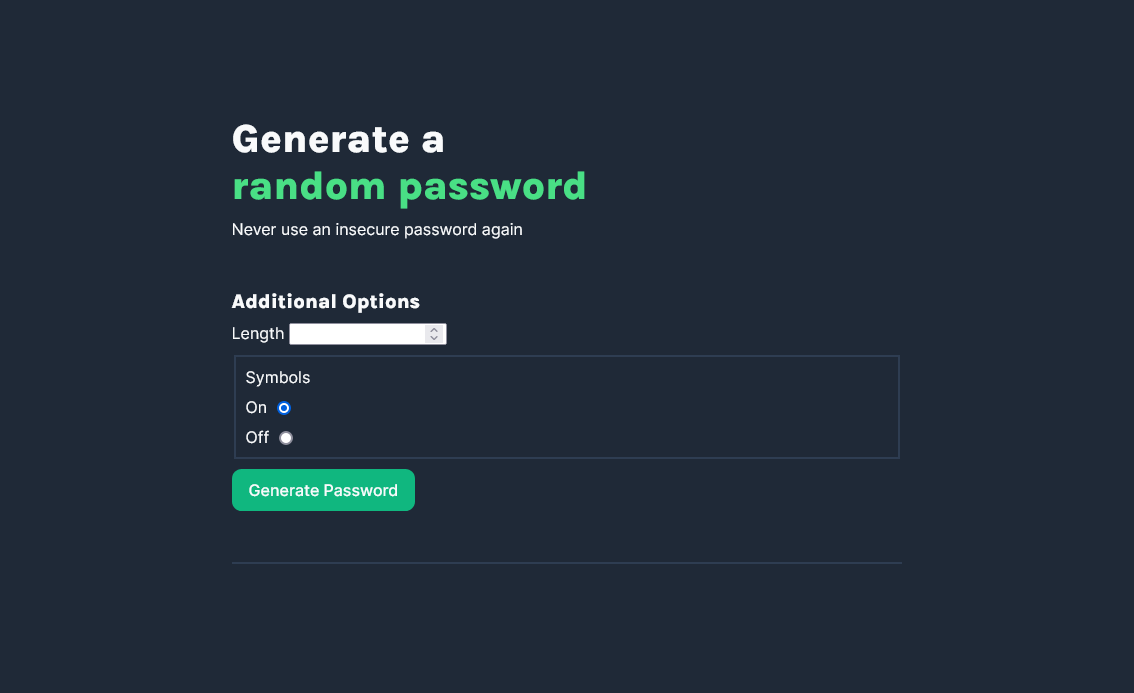 Generate a
random password
Never use an insecure password again
Additional Options
Length
Symbols
On
Off
Generate Password